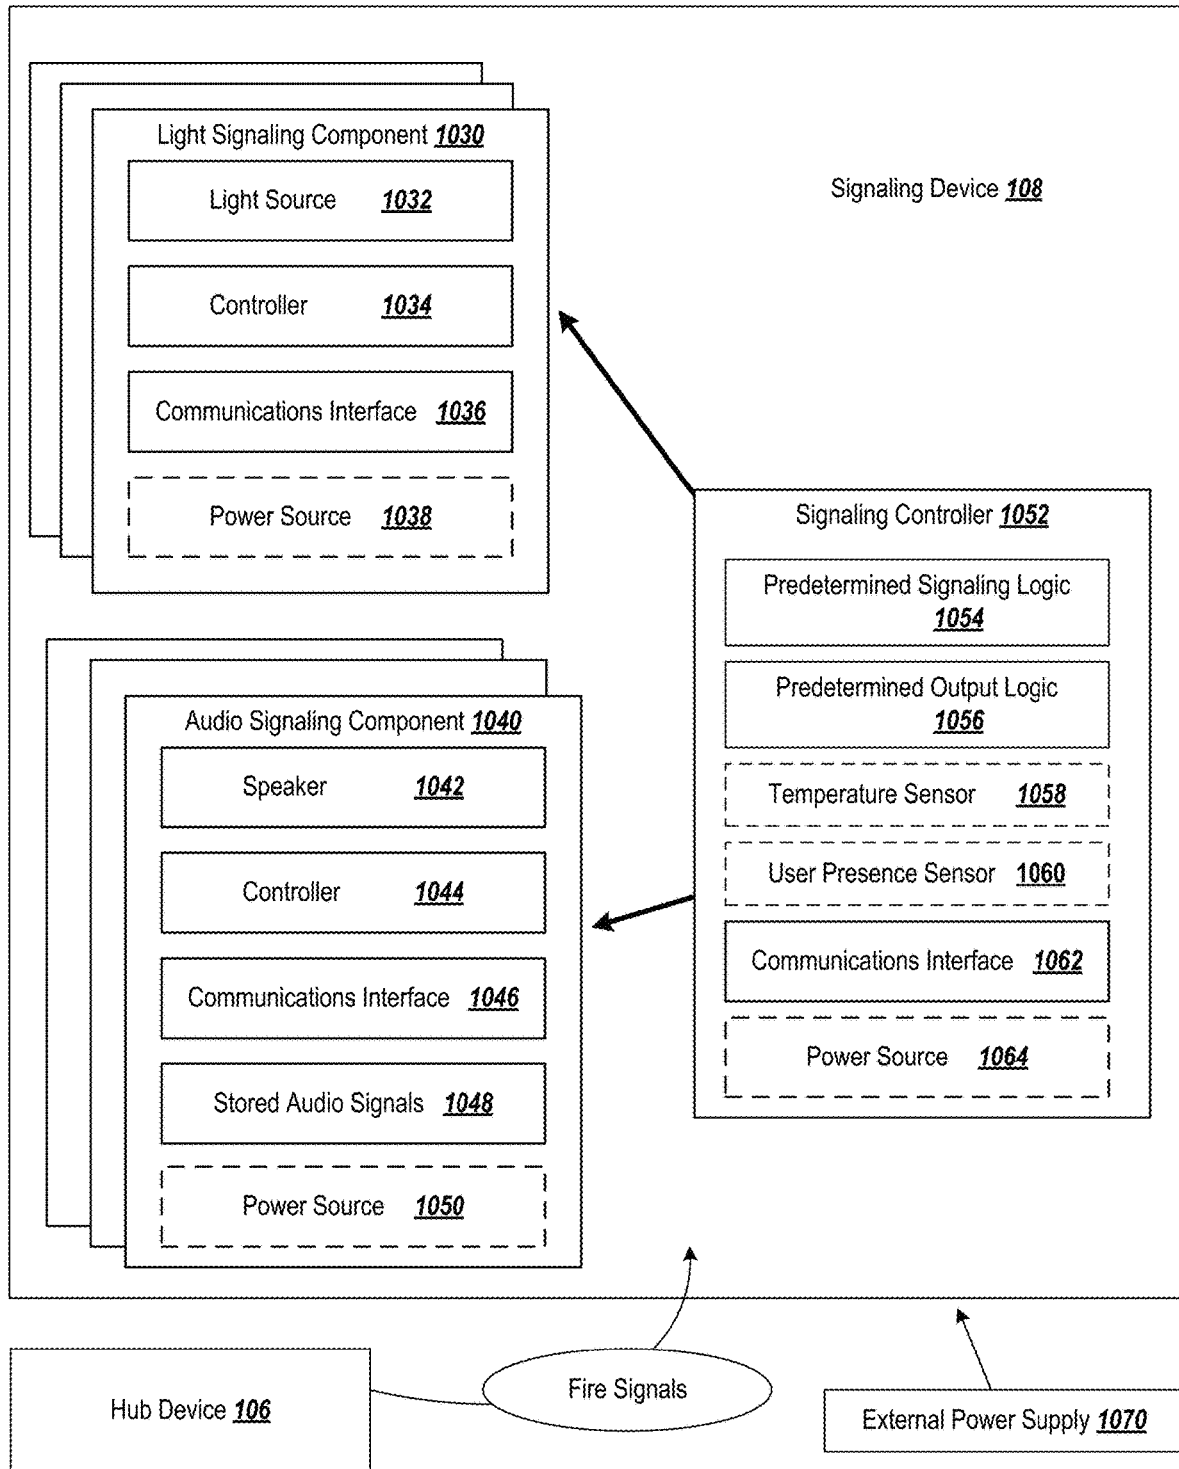 Light Signaling Component 1030
Light Source 1032
Controller 1034
Communications Interface 1036
Power Source 1038
Signaling Device 108
Audio Signaling Component 1040
Speaker 1042
Controller 1044
Communications Interface 1046
Stored Audio Signals 1048
Power Source 1050
Signaling Controller 1052
Predetermined Signaling Logic
1054
Predetermined Output Logic
1056
Temperature Sensor 1058
User Presence Sensor 1060
Communications Interface 1062
Power Source 1064
Hub Device 106
Fire Signals
External Power Supply 1070